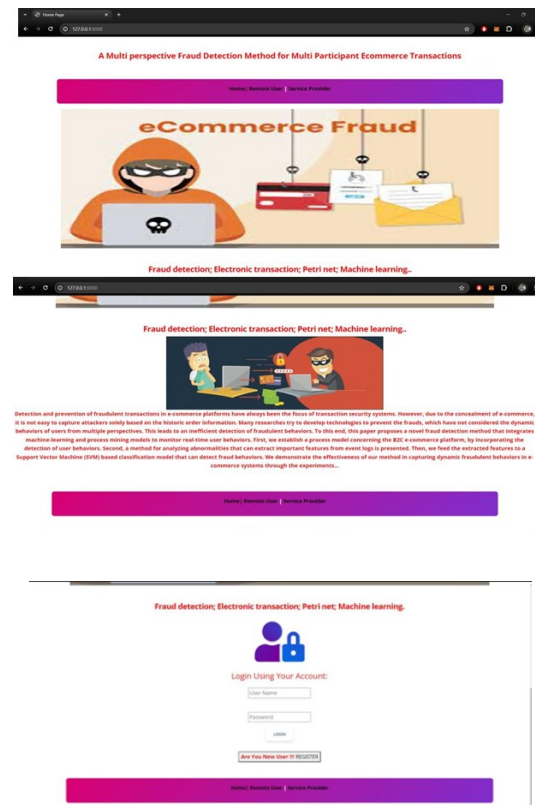 Home Page
127.0.0.1:8000
A Multi perspective Fraud Detection Method for Multi Participant Ecommerce Transactions
Home | Remote User | Service Provider
eCommerce Fraud
Fraud detection; Electronic transaction; Petri net; Machine learning..
127.0.0.1:8000
Fraud detection; Electronic transaction; Petri net; Machine learning..
Detection and prevention of fraudulent transactions in e-commerce platforms have always been the focus of transaction security systems. However, due to the concealment of e-commerce,
it is not easy to capture attackers solely based on the historic order information. Many researches try to develop technologies to prevent the frauds, which have not considered the dynamic
behaviors of users from multiple perspectives. This leads to an inefficient detection of fraudulent behaviors. To this end, this paper proposes a novel fraud detection method that integrates
machine-learning and process mining models to monitor real-time user behaviors. First, we establish a process model concerning the B2C e-commerce platform, by incorporating the
detection of user behaviors. Second, a method for analyzing abnormalities that can extract important features from event logs is presented. Then, we feed the extracted features to a
Support Vector Machine (SVM) based classification model that can detect fraud behaviors. We demonstrate the effectiveness of our method in capturing dynamic fraudulent behaviors in e-
commerce systems through the experiments...
Home | Remote User | Service Provider
Fraud detection; Electronic transaction; Petri net; Machine learning.
Login Using Your Account:
User Name
Password
LOGIN
Are You New User !!! REGISTER
Home | Remote User | Service Provider